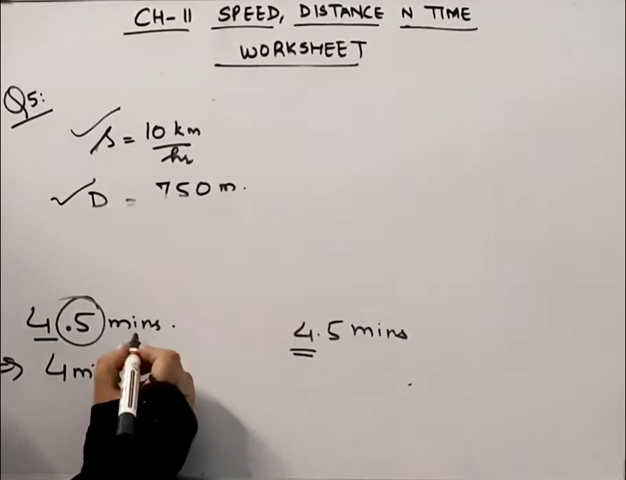 CH-11 SPEED, DISTANCE N TIME
WORKSHEET
Q5:
✓ s = 10 km/hr
✓ D = 750 m.
4.5 mins.
4.5 mins
⇒ 4 mi